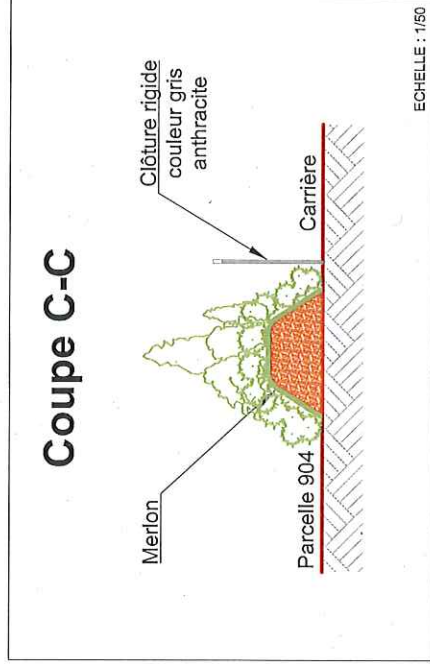 Coupe C-C
Clôture rigide
couleur gris
anthracite
Merlon
Parcelle 904
Carrière
ECHELLE : 1/50